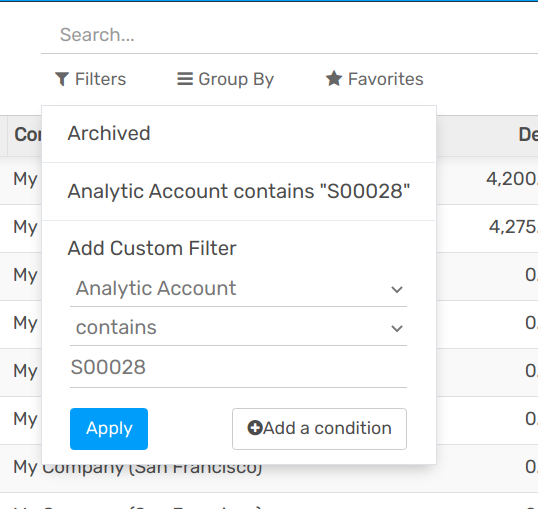 Search...
Filters
Group By
Favorites
Archived
Analytic Account contains "S00028"
Add Custom Filter
Analytic Account
contains
S00028
Apply
Add a condition
My
4,200.
My
4,275.
My
0.
My
0.
My
0.
My
0.
My Company (San Francisco)
0.